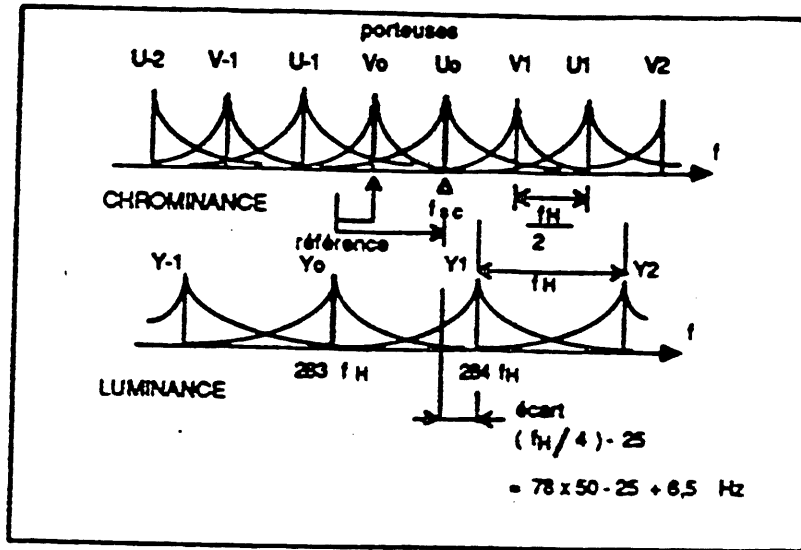 porteuses
U-2 V-1 U-1 Vo Uo V1 U1 V2
f
CHROMINANCE
fsc
fH
2
référence
Y-1 Yo Y1 fH Y2
f
283 fH 284 fH
LUMINANCE
écart
( fH / 4 ) - 25
= 78 x 50 - 25 + 6,5 Hz